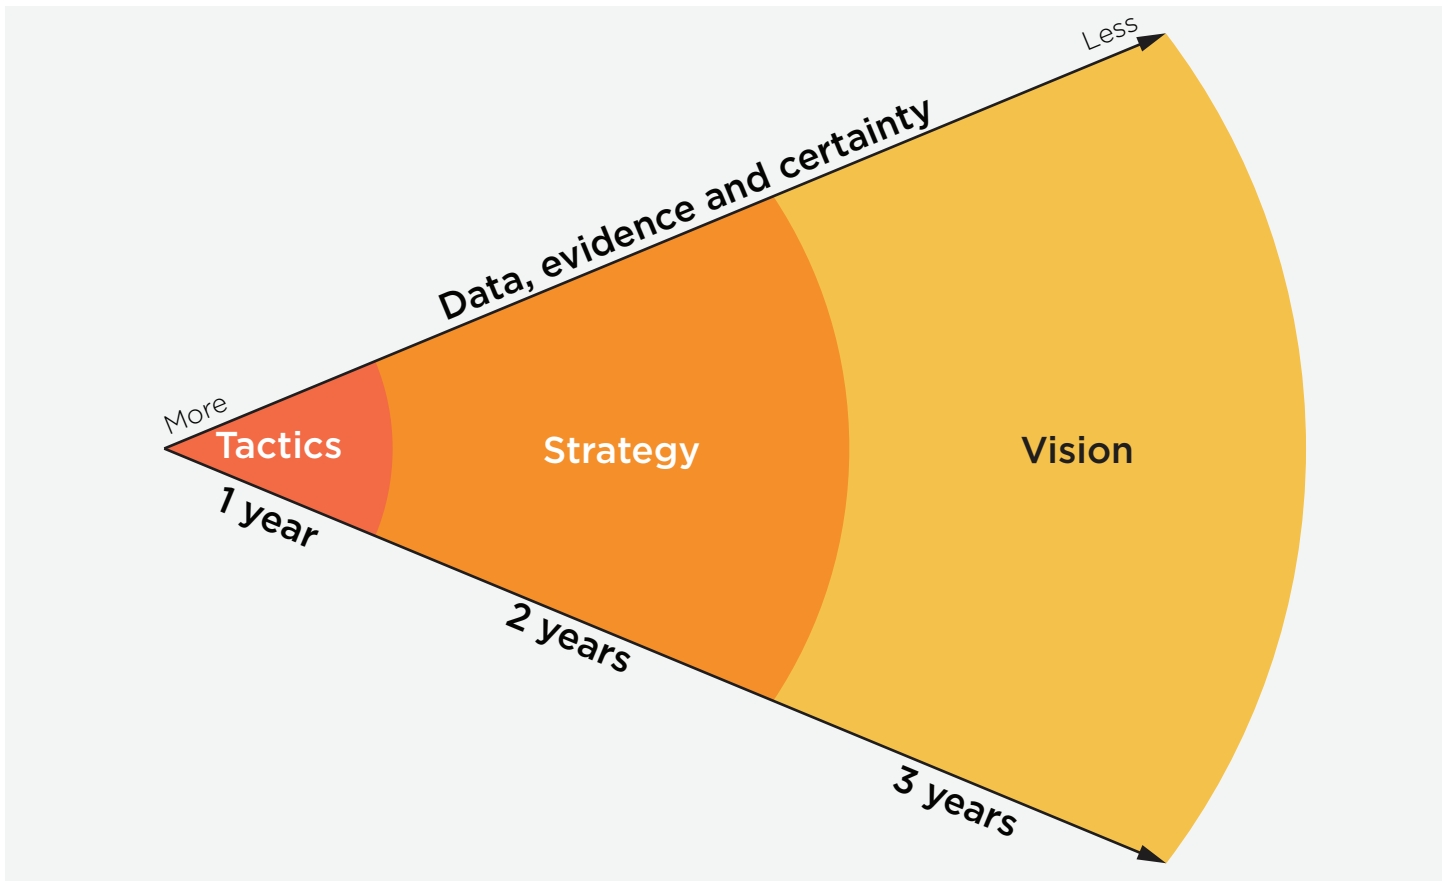 Less
Data, evidence and certainty
More
Tactics
Strategy
Vision
1 year
2 years
3 years